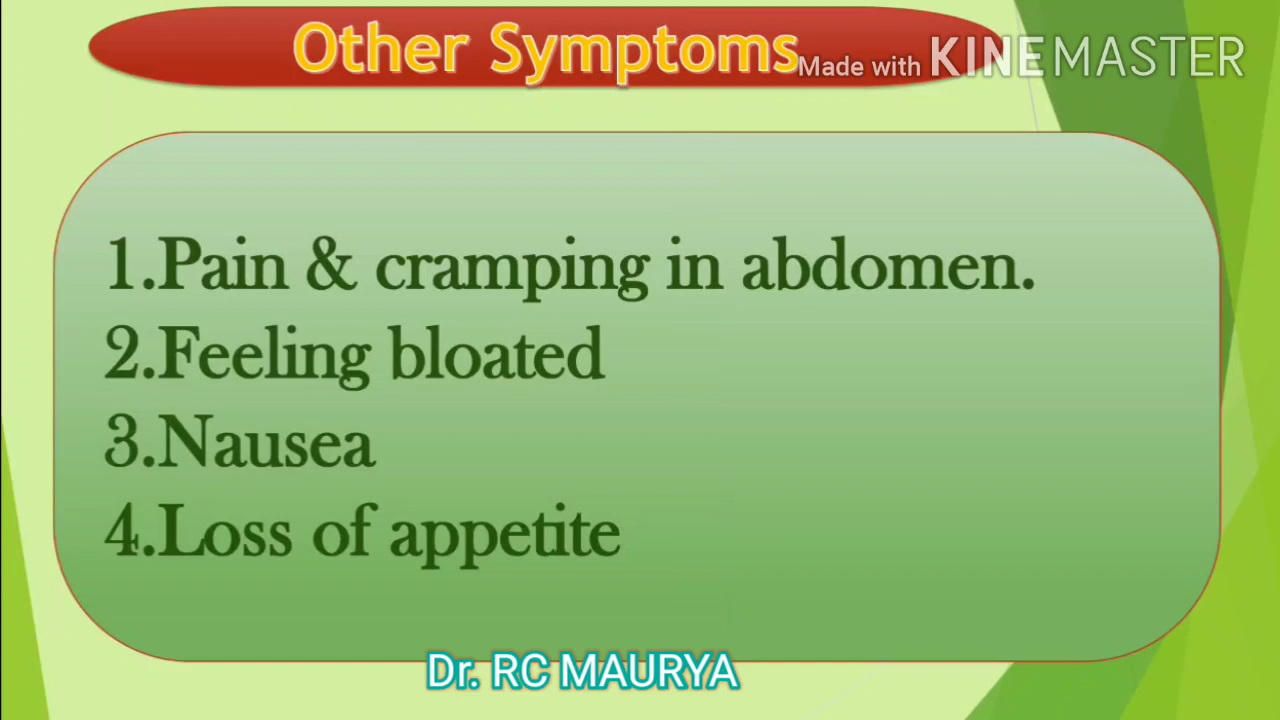 Other Symptoms
Made with KINEMASTER
1.Pain & cramping in abdomen.
2.Feeling bloated
3.Nausea
4.Loss of appetite
Dr. RC MAURYA